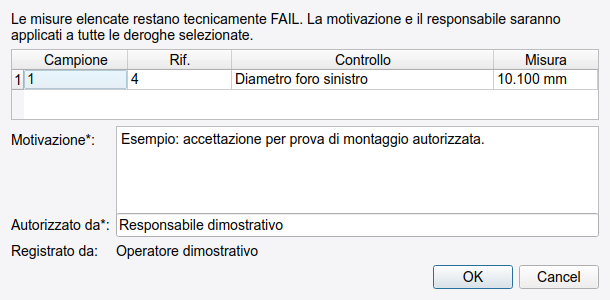 Le misure elencate restano tecnicamente FAIL. La motivazione e il responsabile saranno
applicati a tutte le deroghe selezionate.
Campione Rif. Controllo Misura
1 1 4 Diametro foro sinistro 10.100 mm
Motivazione*: Esempio: accettazione per prova di montaggio autorizzata.
Autorizzato da*: Responsabile dimostrativo
Registrato da: Operatore dimostrativo
OK Cancel